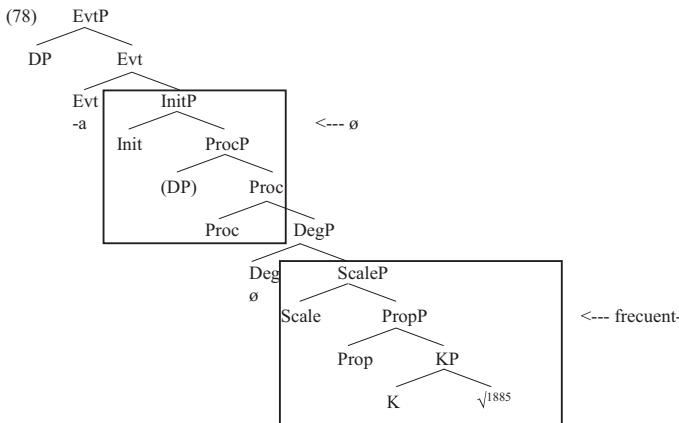 (78) EvtP
DP Evt
Evt InitP
-a <--- ø
Init ProcP
(DP) Proc
Proc DegP
Deg ScaleP
ø
Scale PropP <--- frecuent-
Prop KP
K √1885